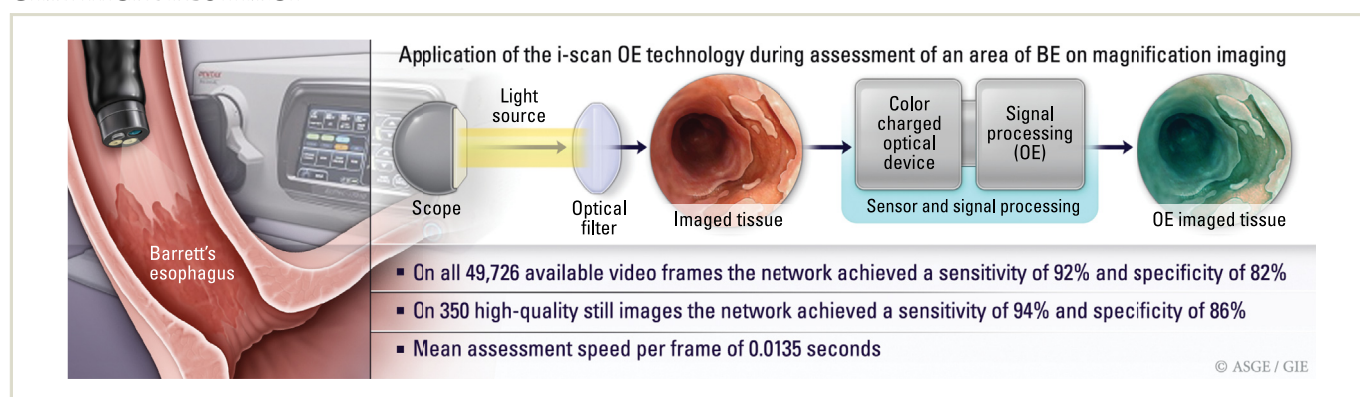 Application of the i-scan OE technology during assessment of an area of BE on magnification imaging
PENTAX
Light
source
Color
charged
optical
device
Signal
processing
(OE)
Scope
Optical
filter
Imaged tissue
Sensor and signal processing
OE imaged tissue
Barrett's
esophagus
▪ On all 49,726 available video frames the network achieved a sensitivity of 92% and specificity of 82%
▪ On 350 high-quality still images the network achieved a sensitivity of 94% and specificity of 86%
▪ Mean assessment speed per frame of 0.0135 seconds
© ASGE / GIE